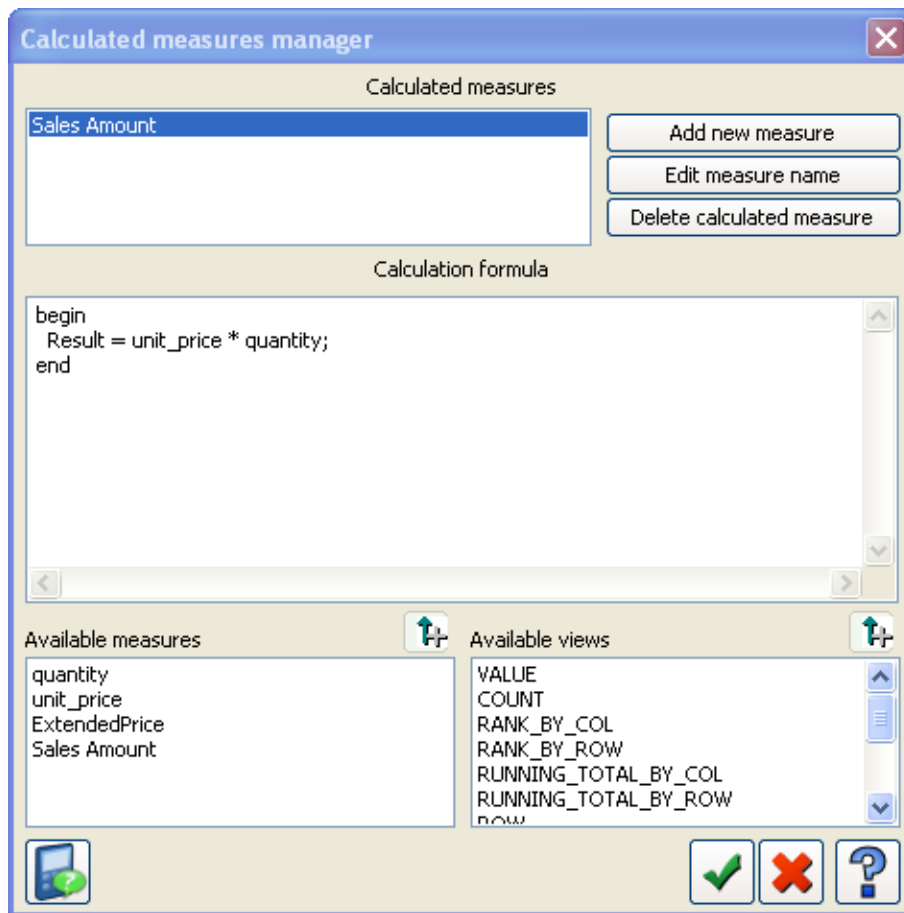 Calculated measures manager
Calculated measures
Sales Amount
Add new measure
Edit measure name
Delete calculated measure
Calculation formula
begin
Result = unit_price * quantity;
end
Available measures
quantity
unit_price
ExtendedPrice
Sales Amount
Available views
VALUE
COUNT
RANK_BY_COL
RANK_BY_ROW
RUNNING_TOTAL_BY_COL
RUNNING_TOTAL_BY_ROW
ROW